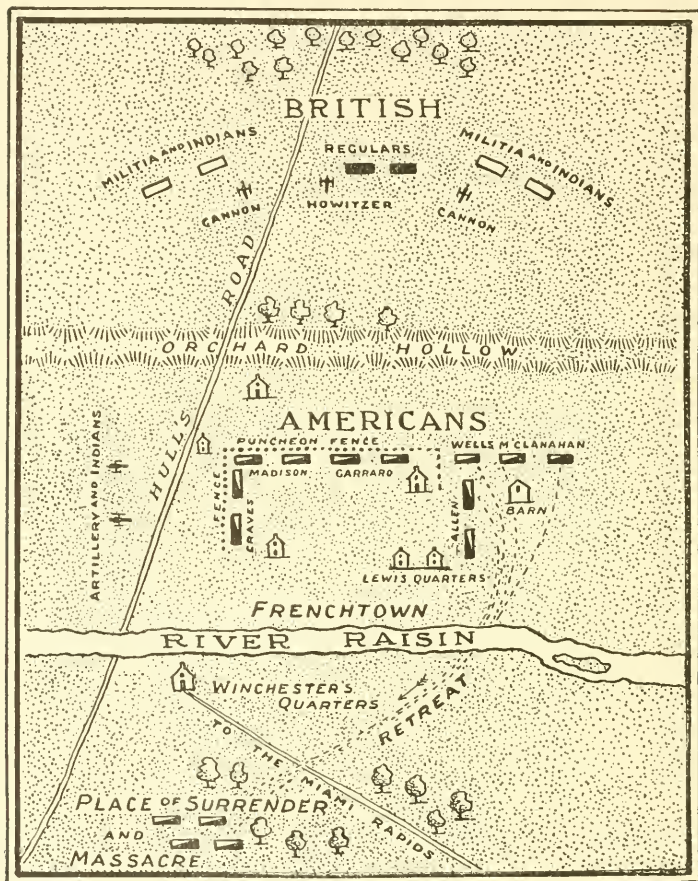 BRITISH
MILITIA AND INDIANS
REGULARS
MILITIA AND INDIANS
CANNON
HOWITZER
CANNON
HULL'S ROAD
ORCHARD HOLLOW
AMERICANS
PUNCHEON FENCE
WELLS MCLANAHAN
MADISON
GARRARD
ARTILLERY AND INDIANS
FENCE
GRAVES
ALLEN
BARN
LEWIS QUARTERS
FRENCHTOWN
RIVER RAISIN
WINCHESTER'S
QUARTERS
RETREAT
TO THE MIAMI RAPIDS
PLACE OF SURRENDER
AND
MASSACRE